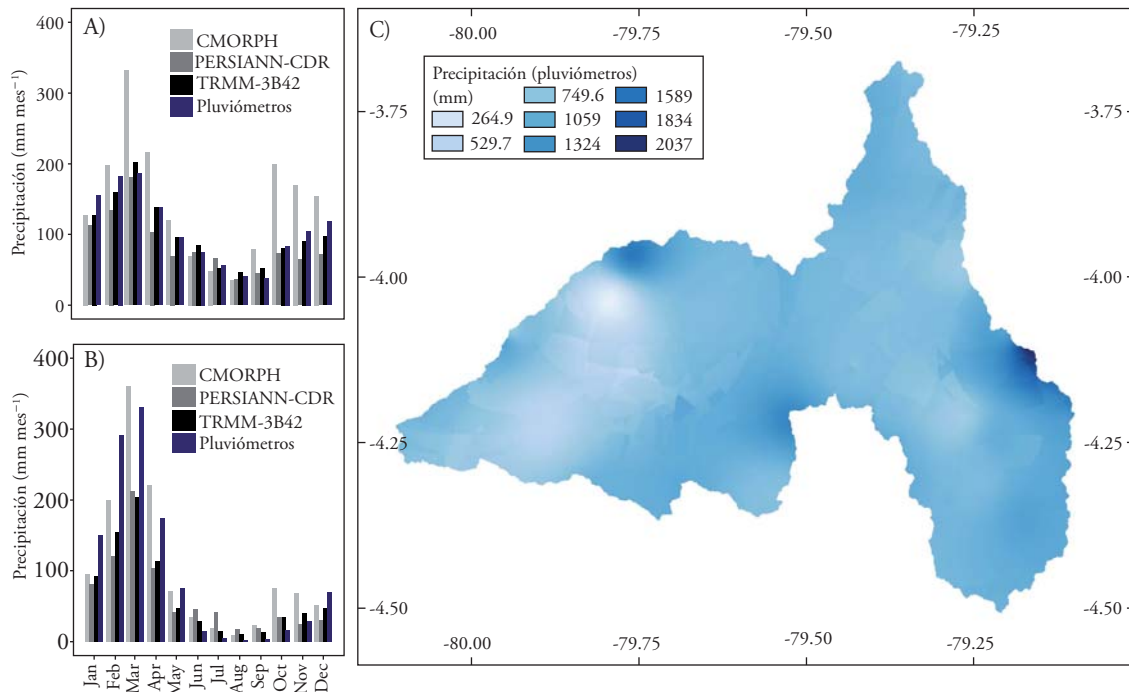 A)
400
300
200
100
0
Precipitación (mm mes⁻¹)
CMORPH
PERSIANN-CDR
TRMM-3B42
Pluviómetros
B)
400
300
200
100
0
Precipitación (mm mes⁻¹)
CMORPH
PERSIANN-CDR
TRMM-3B42
Pluviómetros
Jan Feb Mar Apr May Jun Jul Aug Sep Oct Nov Dec
C)
-80.00 -79.75 -79.50 -79.25
Precipitación (pluviómetros)
(mm)
264.9
529.7
749.6
1059
1324
1589
1834
2037
-3.75 -3.75
-4.00 -4.00
-4.25 -4.25
-4.50 -4.50
-80.00 -79.75 -79.50 -79.25